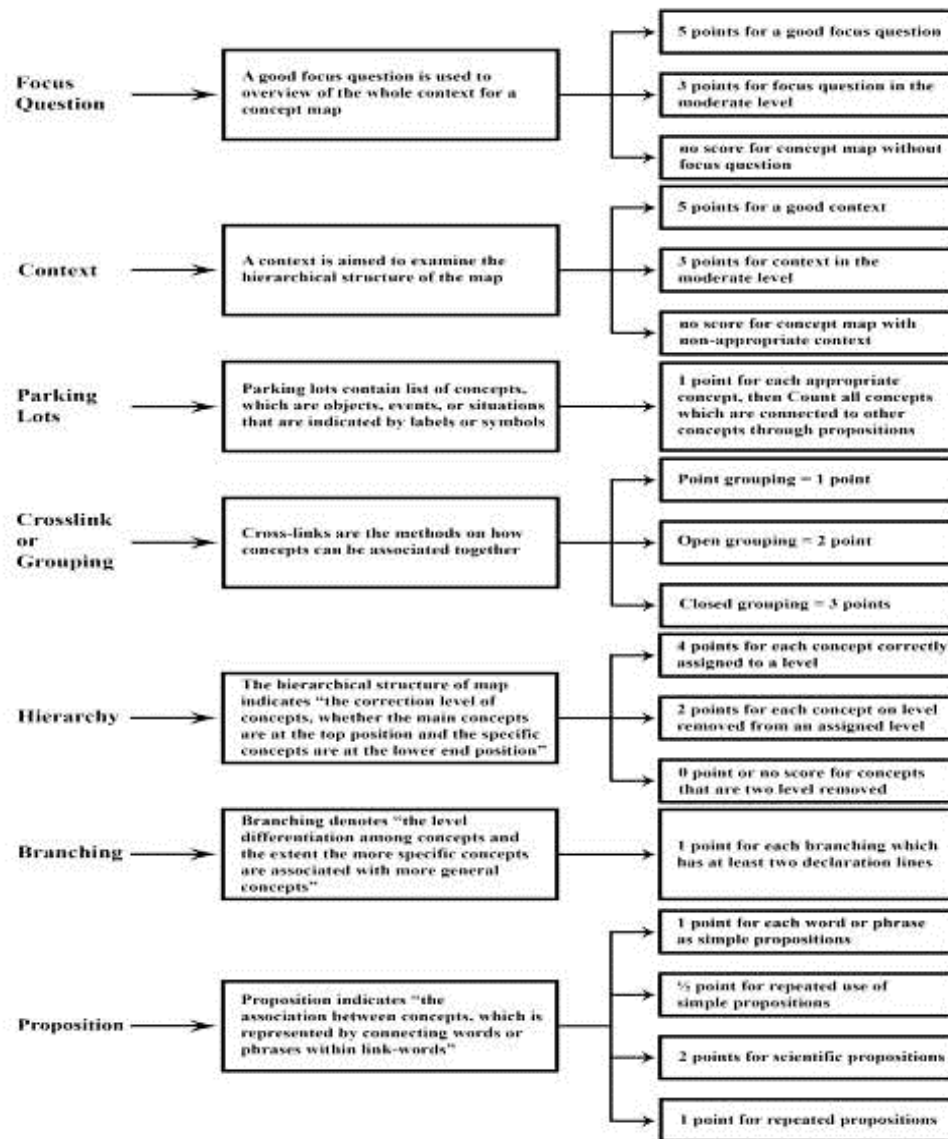 Focus
Question
A good focus question is used to
overview of the whole context for a
concept map
5 points for a good focus question
3 points for focus question in the
moderate level
no score for concept map without
focus question
Context
A context is aimed to examine the
hierarchical structure of the map
5 points for a good context
3 points for context in the
moderate level
no score for concept map with
non-appropriate context
Parking
Lots
Parking lots contain list of concepts,
which are objects, events, or situations
that are indicated by labels or symbols
1 point for each appropriate
concept, then Count all concepts
which are connected to other
concepts through propositions
Crosslink
or
Grouping
Cross-links are the methods on how
concepts can be associated together
Point grouping = 1 point
Open grouping = 2 point
Closed grouping = 3 points
Hierarchy
The hierarchical structure of map
indicates “the correction level of
concepts, whether the main concepts
are at the top position and the specific
concepts are at the lower end position”
4 points for each concept correctly
assigned to a level
2 points for each concept on level
removed from an assigned level
0 point or no score for concepts
that are two level removed
Branching
Branching denotes “the level
differentiation among concepts and
the extent the more specific concepts
are associated with more general
concepts”
1 point for each branching which
has at least two declaration lines
Proposition
Proposition indicates “the
association between concepts, which is
represented by connecting words or
phrases within link-words”
1 point for each word or phrase
as simple propositions
½ point for repeated use of
simple propositions
2 points for scientific propositions
1 point for repeated propositions